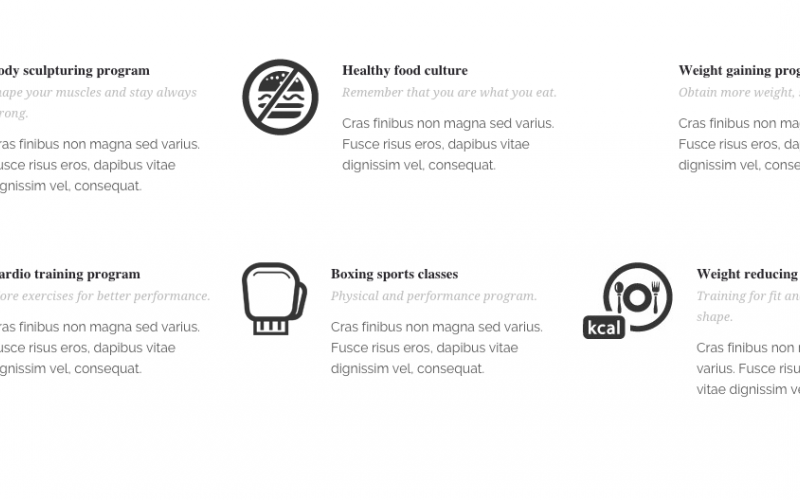 ody sculpturing program
hape your muscles and stay always
rong.
ras finibus non magna sed varius.
usce risus eros, dapibus vitae
ignissim vel, consequat.
Healthy food culture
Remember that you are what you eat.
Cras finibus non magna sed varius.
Fusce risus eros, dapibus vitae
dignissim vel, consequat.
Weight gaining prog
Obtain more weight,
Cras finibus non ma
Fusce risus eros, da
dignissim vel, conse
ardio training program
ore exercises for better performance.
ras finibus non magna sed varius.
usce risus eros, dapibus vitae
ignissim vel, consequat.
Boxing sports classes
Physical and performance program.
Cras finibus non magna sed varius.
Fusce risus eros, dapibus vitae
dignissim vel, consequat.
kcal
Weight reducing
Training for fit an
shape.
Cras finibus non
varius. Fusce risu
vitae dignissim v